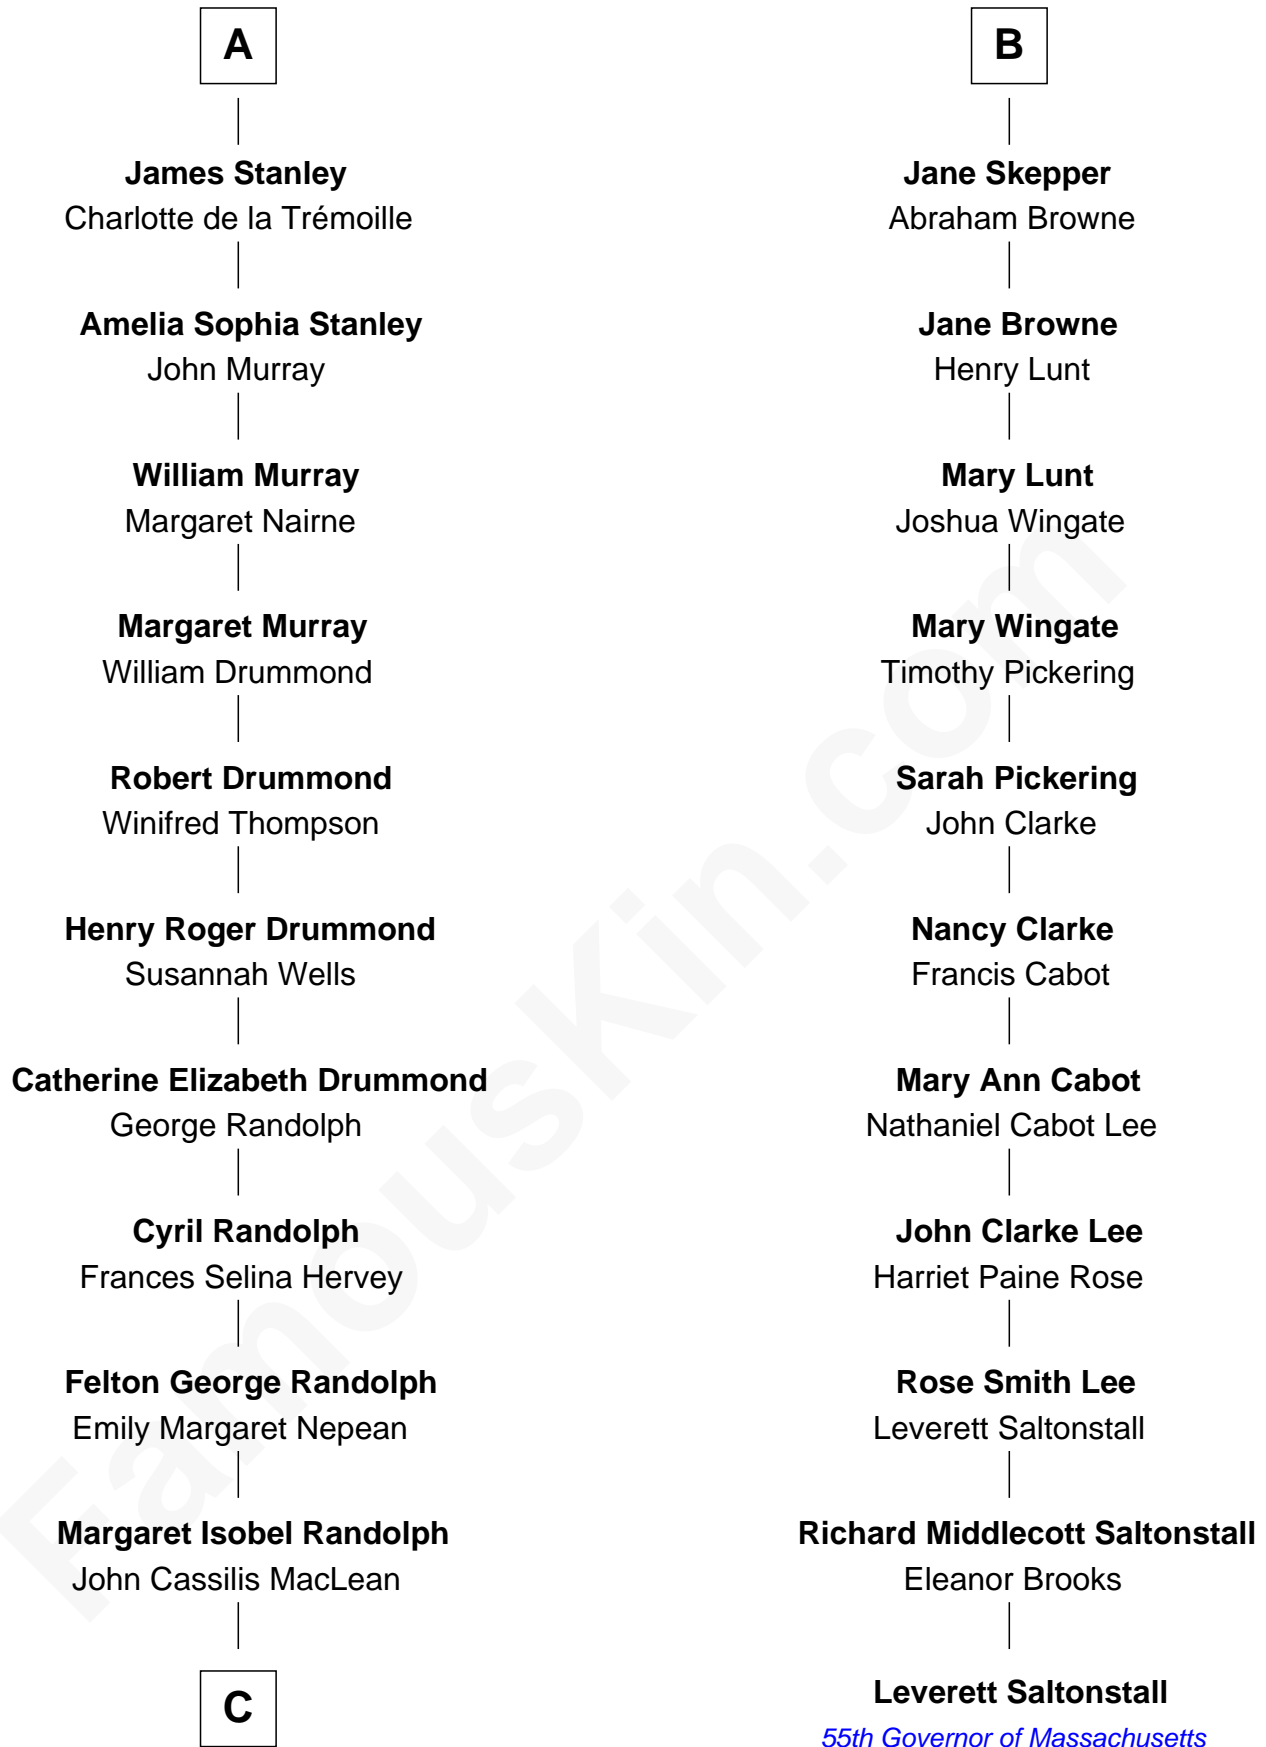 A
James Stanley
Charlotte de la Trémoille
Amelia Sophia Stanley
John Murray
William Murray
Margaret Nairne
Margaret Murray
William Drummond
Robert Drummond
Winifred Thompson
Henry Roger Drummond
Susannah Wells
Catherine Elizabeth Drummond
George Randolph
Cyril Randolph
Frances Selina Hervey
Felton George Randolph
Emily Margaret Nepean
Margaret Isobel Randolph
John Cassilis MacLean
C
B
Jane Skepper
Abraham Browne
Jane Browne
Henry Lunt
Mary Lunt
Joshua Wingate
Mary Wingate
Timothy Pickering
Sarah Pickering
John Clarke
Nancy Clarke
Francis Cabot
Mary Ann Cabot
Nathaniel Cabot Lee
John Clarke Lee
Harriet Paine Rose
Rose Smith Lee
Leverett Saltonstall
Richard Middlecott Saltonstall
Eleanor Brooks
Leverett Saltonstall
55th Governor of Massachusetts
FamousKin.com